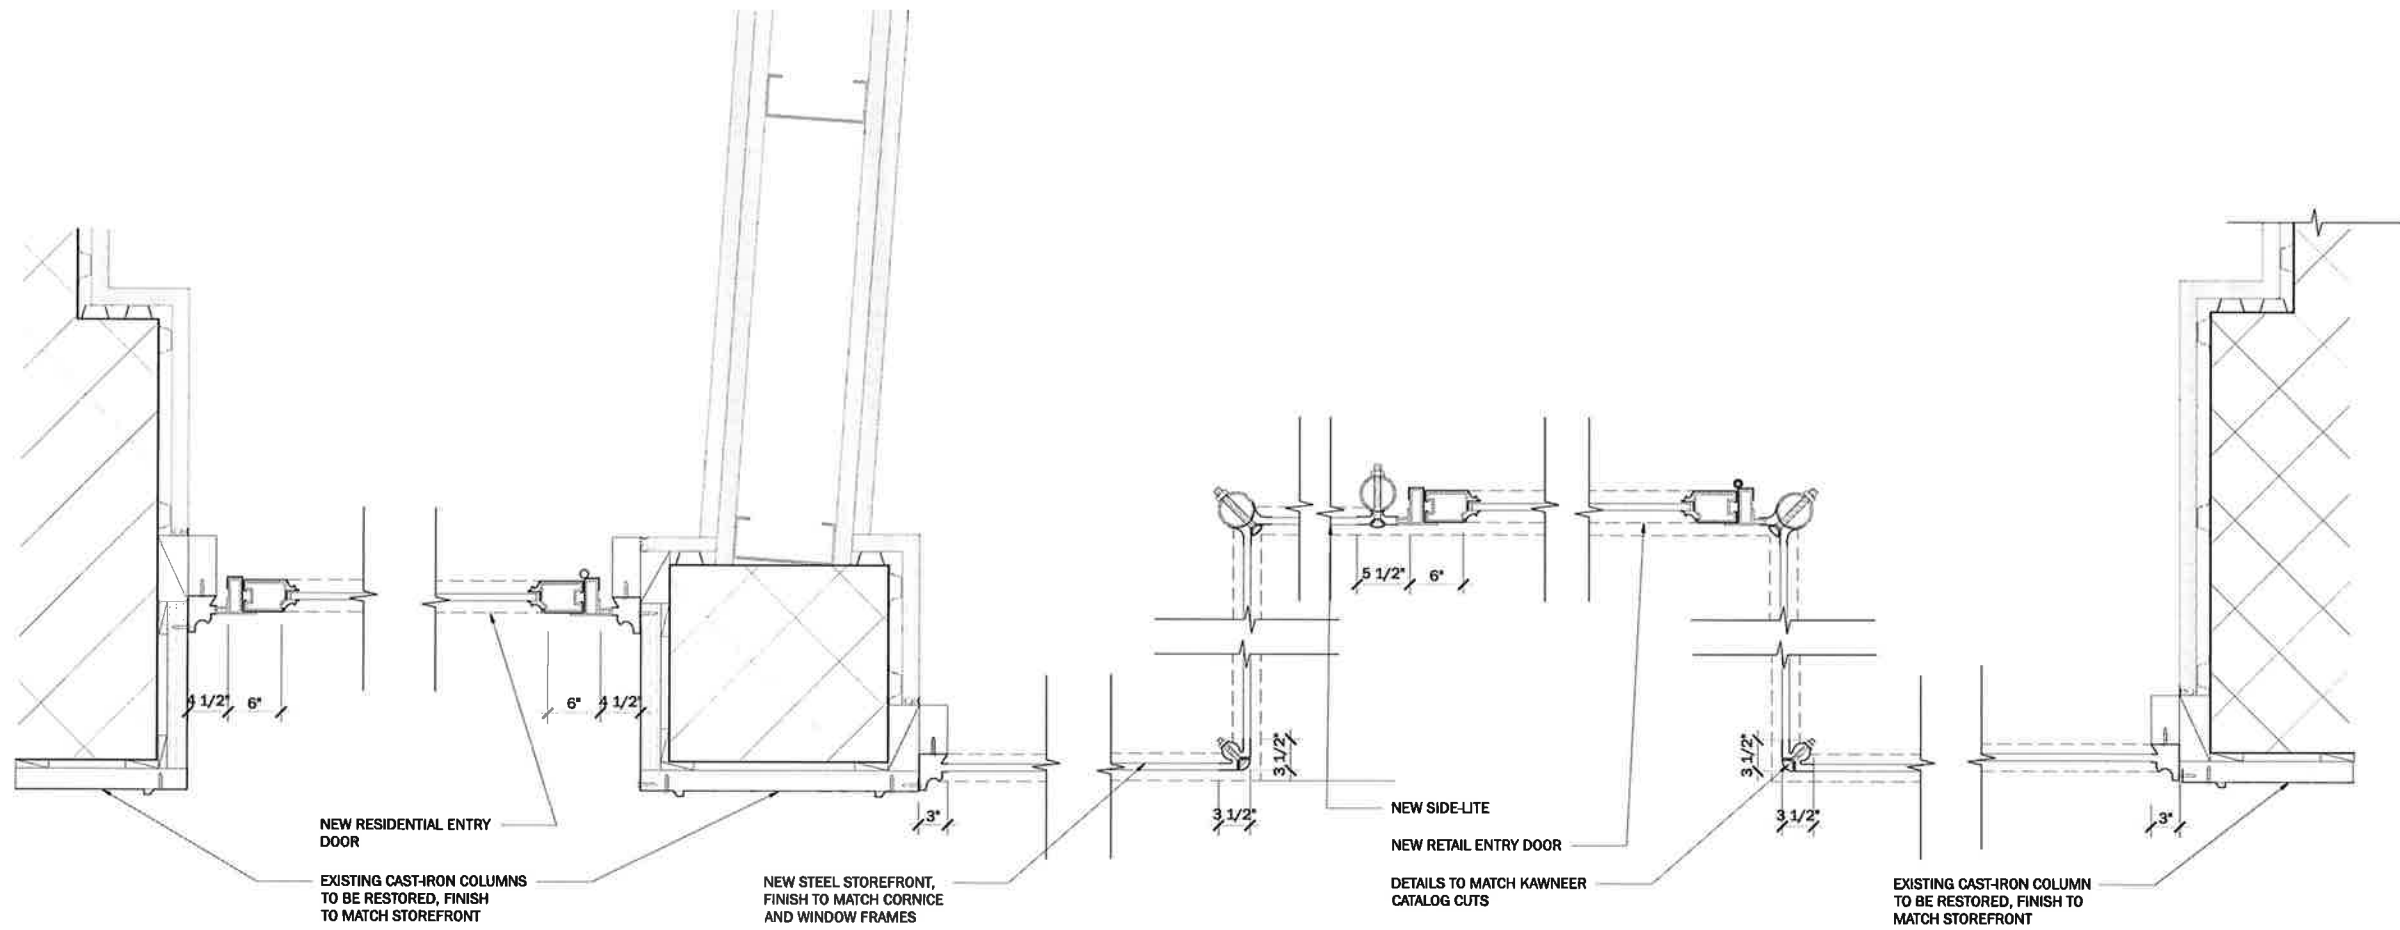 5 1/2"
6"
4 1/2"
6"
6"
4 1/2"
3 1/2"
3 1/2"
3"
3 1/2"
3 1/2"
3"
NEW RESIDENTIAL ENTRY
DOOR
EXISTING CAST-IRON COLUMNS
TO BE RESTORED, FINISH
TO MATCH STOREFRONT
NEW STEEL STOREFRONT,
FINISH TO MATCH CORNICE
AND WINDOW FRAMES
NEW SIDE-LITE
NEW RETAIL ENTRY DOOR
DETAILS TO MATCH KAWNEER
CATALOG CUTS
EXISTING CAST-IRON COLUMN
TO BE RESTORED, FINISH TO
MATCH STOREFRONT